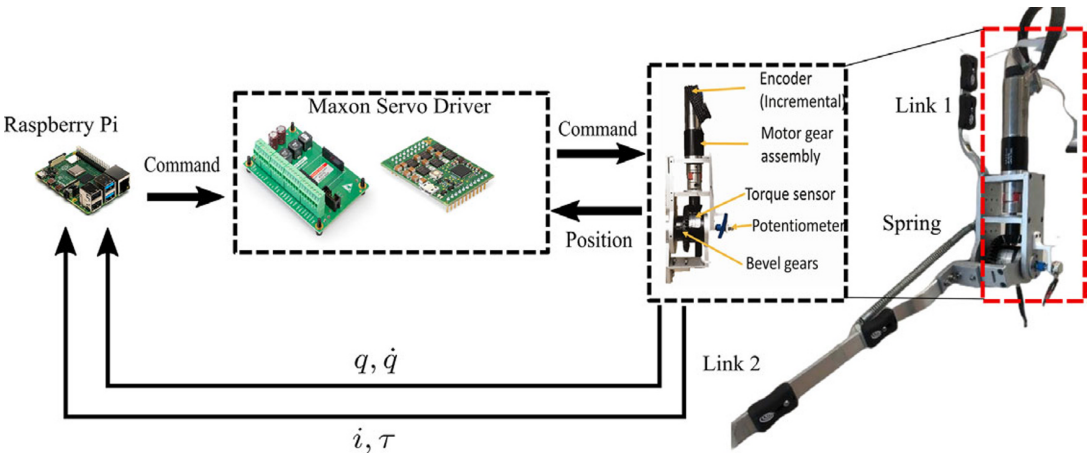 Raspberry Pi
Command
Maxon Servo Driver
Command
Position
Encoder
(Incremental)
Motor gear
assembly
Torque sensor
Potentiometer
Bevel gears
Link 1
Spring
Link 2
q, q̇
i, τ